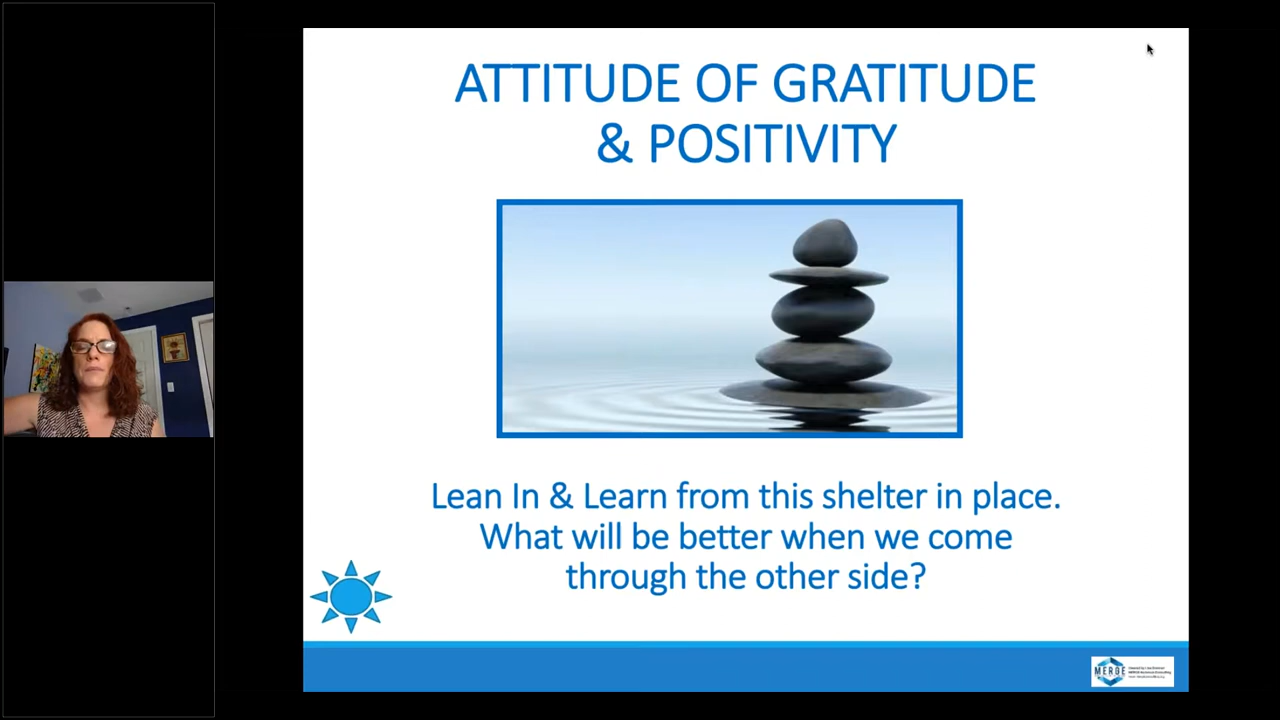 ATTITUDE OF GRATITUDE
& POSITIVITY
Lean In & Learn from this shelter in place.
What will be better when we come
through the other side?
MERGE